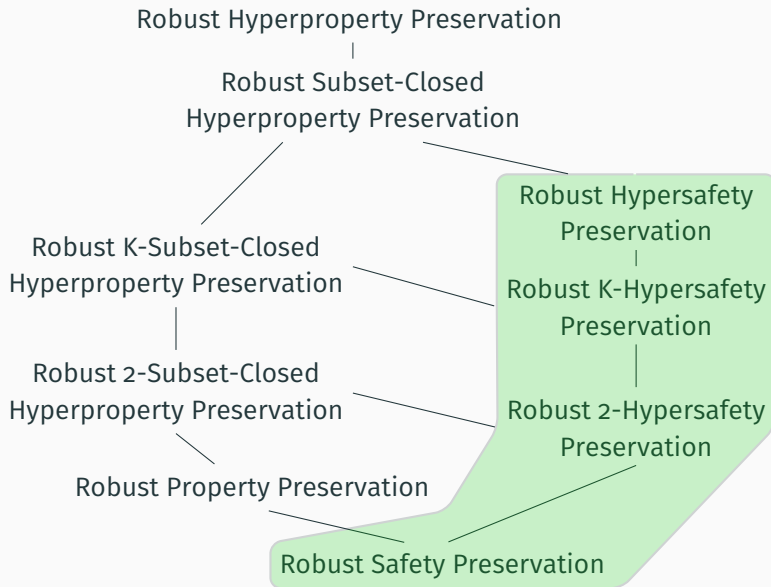 Robust Hyperproperty Preservation
Robust Subset-Closed
Hyperproperty Preservation
Robust Hypersafety
Preservation
Robust K-Subset-Closed
Hyperproperty Preservation
Robust K-Hypersafety
Preservation
Robust 2-Subset-Closed
Hyperproperty Preservation
Robust 2-Hypersafety
Preservation
Robust Property Preservation
Robust Safety Preservation